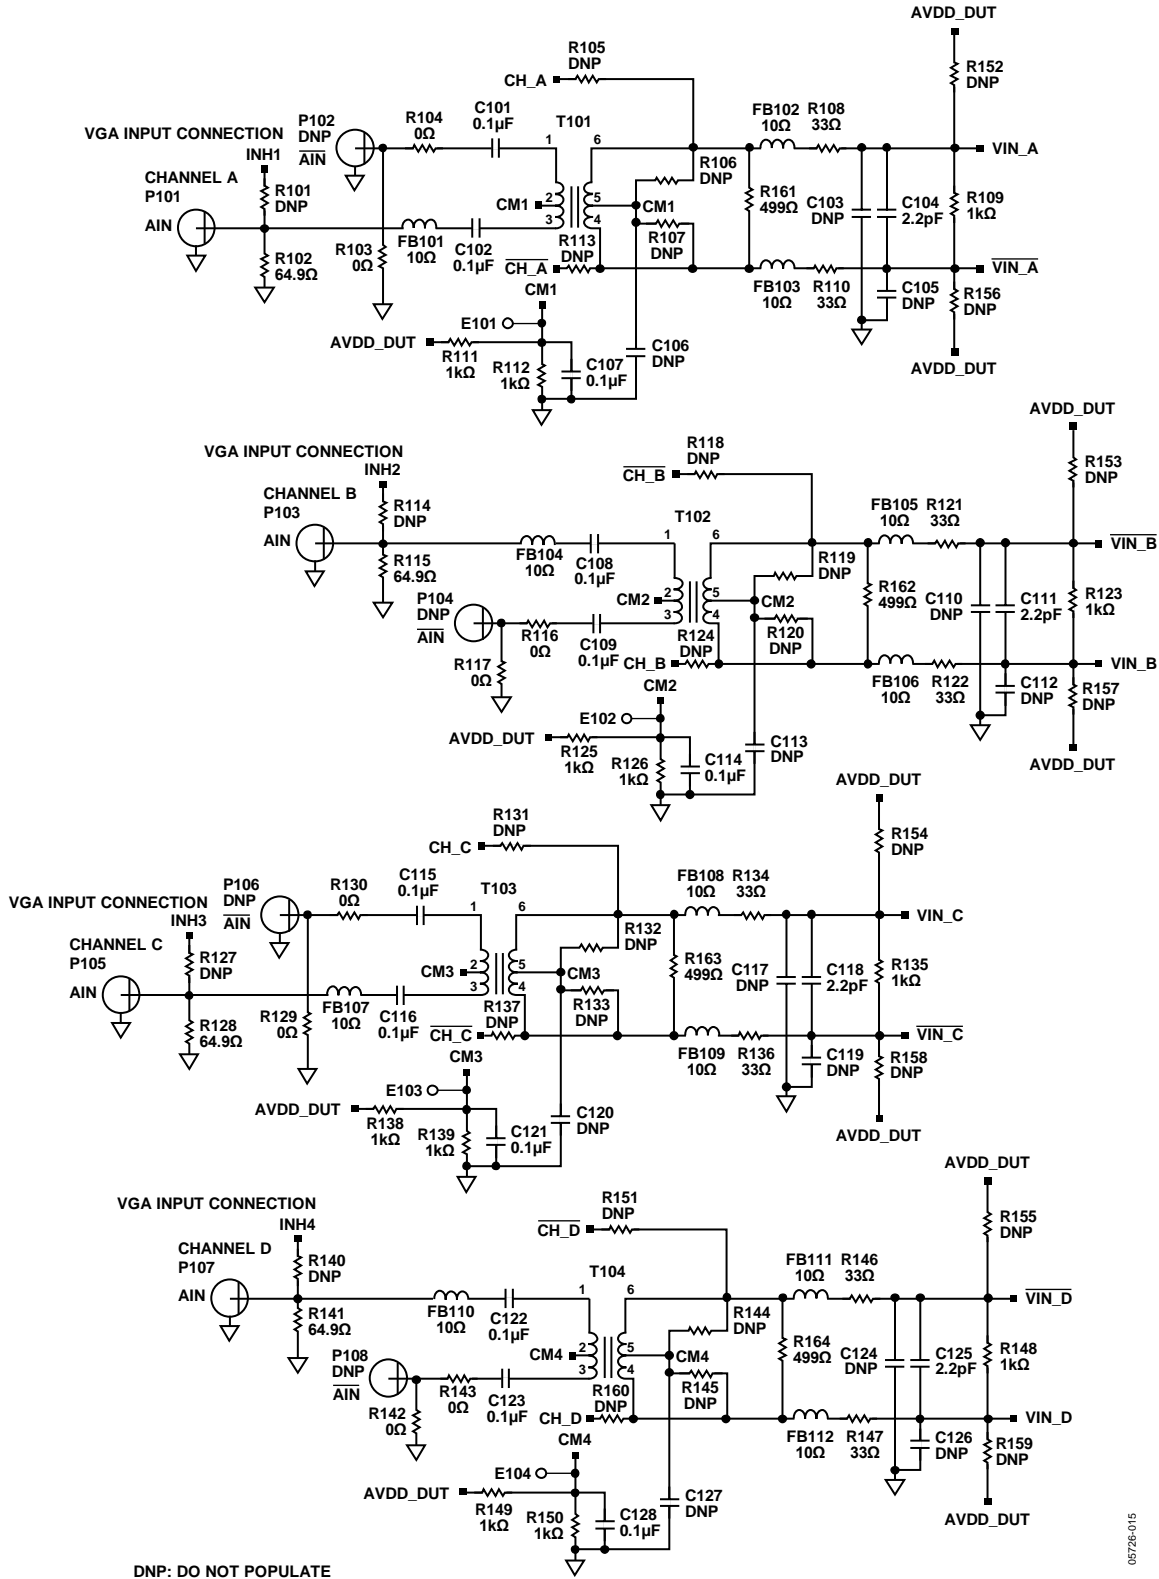 AVDD_DUT
R105
DNP
CH_A
R152
DNP
P102
DNP
AIN
R104
0Ω
C101
0.1µF
T101
1
6
FB102
10Ω
R108
33Ω
VIN_A
VGA INPUT CONNECTION
INH1
CHANNEL A
P101
AIN
R101
DNP
R106
DNP
CM1
2
5
CM1
R161
499Ω
C103
DNP
C104
2.2pF
R109
1kΩ
3
4
R102
64.9Ω
R103
0Ω
FB101
10Ω
C102
0.1µF
R113
DNP
R107
DNP
CH_A
FB103
10Ω
R110
33Ω
C105
DNP
VIN_A
R156
DNP
CM1
E101
AVDD_DUT
R111
1kΩ
R112
1kΩ
C107
0.1µF
C106
DNP
AVDD_DUT
AVDD_DUT
R118
DNP
CH_B
R153
DNP
VGA INPUT CONNECTION
INH2
CHANNEL B
P103
AIN
R114
DNP
R115
64.9Ω
FB104
10Ω
C108
0.1µF
T102
1
6
FB105
10Ω
R121
33Ω
VIN_B
R119
DNP
CM2
2
5
CM2
R162
499Ω
C110
DNP
C111
2.2pF
R123
1kΩ
3
4
P104
DNP
AIN
R116
0Ω
C109
0.1µF
R117
0Ω
R124
DNP
R120
DNP
CH_B
FB106
10Ω
R122
33Ω
C112
DNP
VIN_B
R157
DNP
CM2
E102
AVDD_DUT
R125
1kΩ
R126
1kΩ
C114
0.1µF
C113
DNP
AVDD_DUT
AVDD_DUT
R131
DNP
CH_C
R154
DNP
P106
DNP
AIN
R130
0Ω
C115
0.1µF
T103
1
6
FB108
10Ω
R134
33Ω
VIN_C
VGA INPUT CONNECTION
INH3
CHANNEL C
P105
AIN
R127
DNP
R132
DNP
CM3
2
5
CM3
R163
499Ω
C117
DNP
C118
2.2pF
R135
1kΩ
3
4
R128
64.9Ω
R129
0Ω
FB107
10Ω
C116
0.1µF
R137
DNP
R133
DNP
CH_C
FB109
10Ω
R136
33Ω
C119
DNP
VIN_C
R158
DNP
CM3
E103
AVDD_DUT
R138
1kΩ
R139
1kΩ
C121
0.1µF
C120
DNP
AVDD_DUT
AVDD_DUT
R151
DNP
CH_D
R155
DNP
VGA INPUT CONNECTION
INH4
CHANNEL D
P107
AIN
R140
DNP
R141
64.9Ω
FB110
10Ω
C122
0.1µF
T104
1
6
FB111
10Ω
R146
33Ω
VIN_D
R144
DNP
CM4
2
5
CM4
R164
499Ω
C124
DNP
C125
2.2pF
R148
1kΩ
3
4
P108
DNP
AIN
R143
0Ω
C123
0.1µF
R142
0Ω
R160
DNP
R145
DNP
CH_D
FB112
10Ω
R147
33Ω
C126
DNP
VIN_D
R159
DNP
CM4
E104
AVDD_DUT
R149
1kΩ
R150
1kΩ
C128
0.1µF
C127
DNP
AVDD_DUT
05726-015
DNP: DO NOT POPULATE